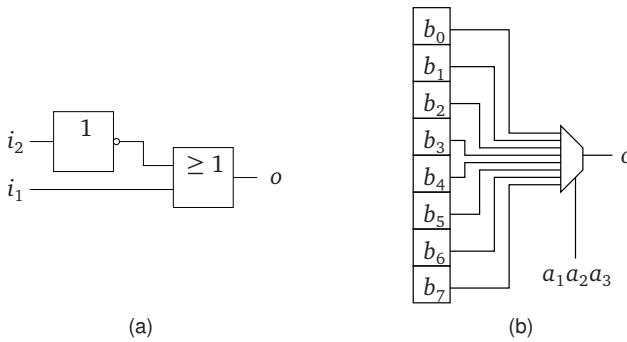 1
i₂
≥ 1
o
i₁
(a)
b₀
b₁
b₂
b₃
b₄
b₅
b₆
b₇
o
a₁a₂a₃
(b)